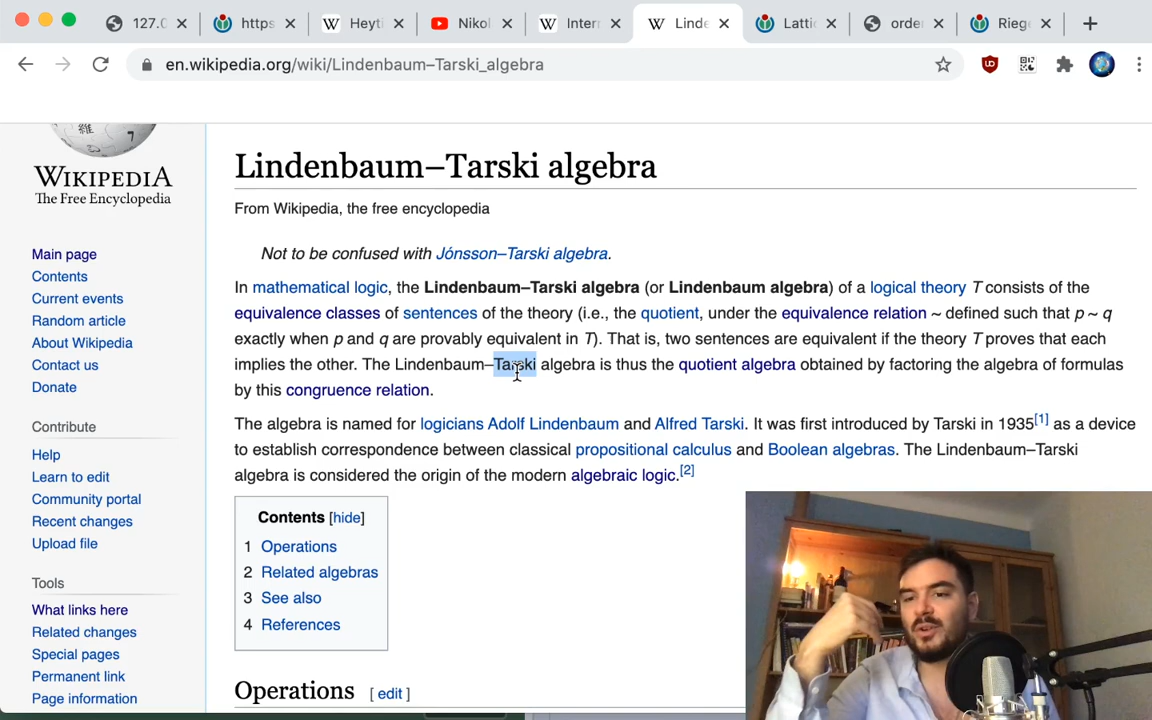 127.0
https
Heyti
Nikol
Inter
Linde
Lattic
order
Riege
en.wikipedia.org/wiki/Lindenbaum–Tarski_algebra
WIKIPEDIA
The Free Encyclopedia
Main page
Contents
Current events
Random article
About Wikipedia
Contact us
Donate
Contribute
Help
Learn to edit
Community portal
Recent changes
Upload file
Tools
What links here
Related changes
Special pages
Permanent link
Page information
Lindenbaum–Tarski algebra
From Wikipedia, the free encyclopedia
Not to be confused with Jónsson–Tarski algebra.
In mathematical logic, the Lindenbaum–Tarski algebra (or Lindenbaum algebra) of a logical theory T consists of the
equivalence classes of sentences of the theory (i.e., the quotient, under the equivalence relation ~ defined such that p ~ q
exactly when p and q are provably equivalent in T). That is, two sentences are equivalent if the theory T proves that each
implies the other. The Lindenbaum–Tarski algebra is thus the quotient algebra obtained by factoring the algebra of formulas
by this congruence relation.
The algebra is named for logicians Adolf Lindenbaum and Alfred Tarski. It was first introduced by Tarski in 1935[1] as a device
to establish correspondence between classical propositional calculus and Boolean algebras. The Lindenbaum–Tarski
algebra is considered the origin of the modern algebraic logic.[2]
Contents [hide]
1 Operations
2 Related algebras
3 See also
4 References
Operations [ edit ]